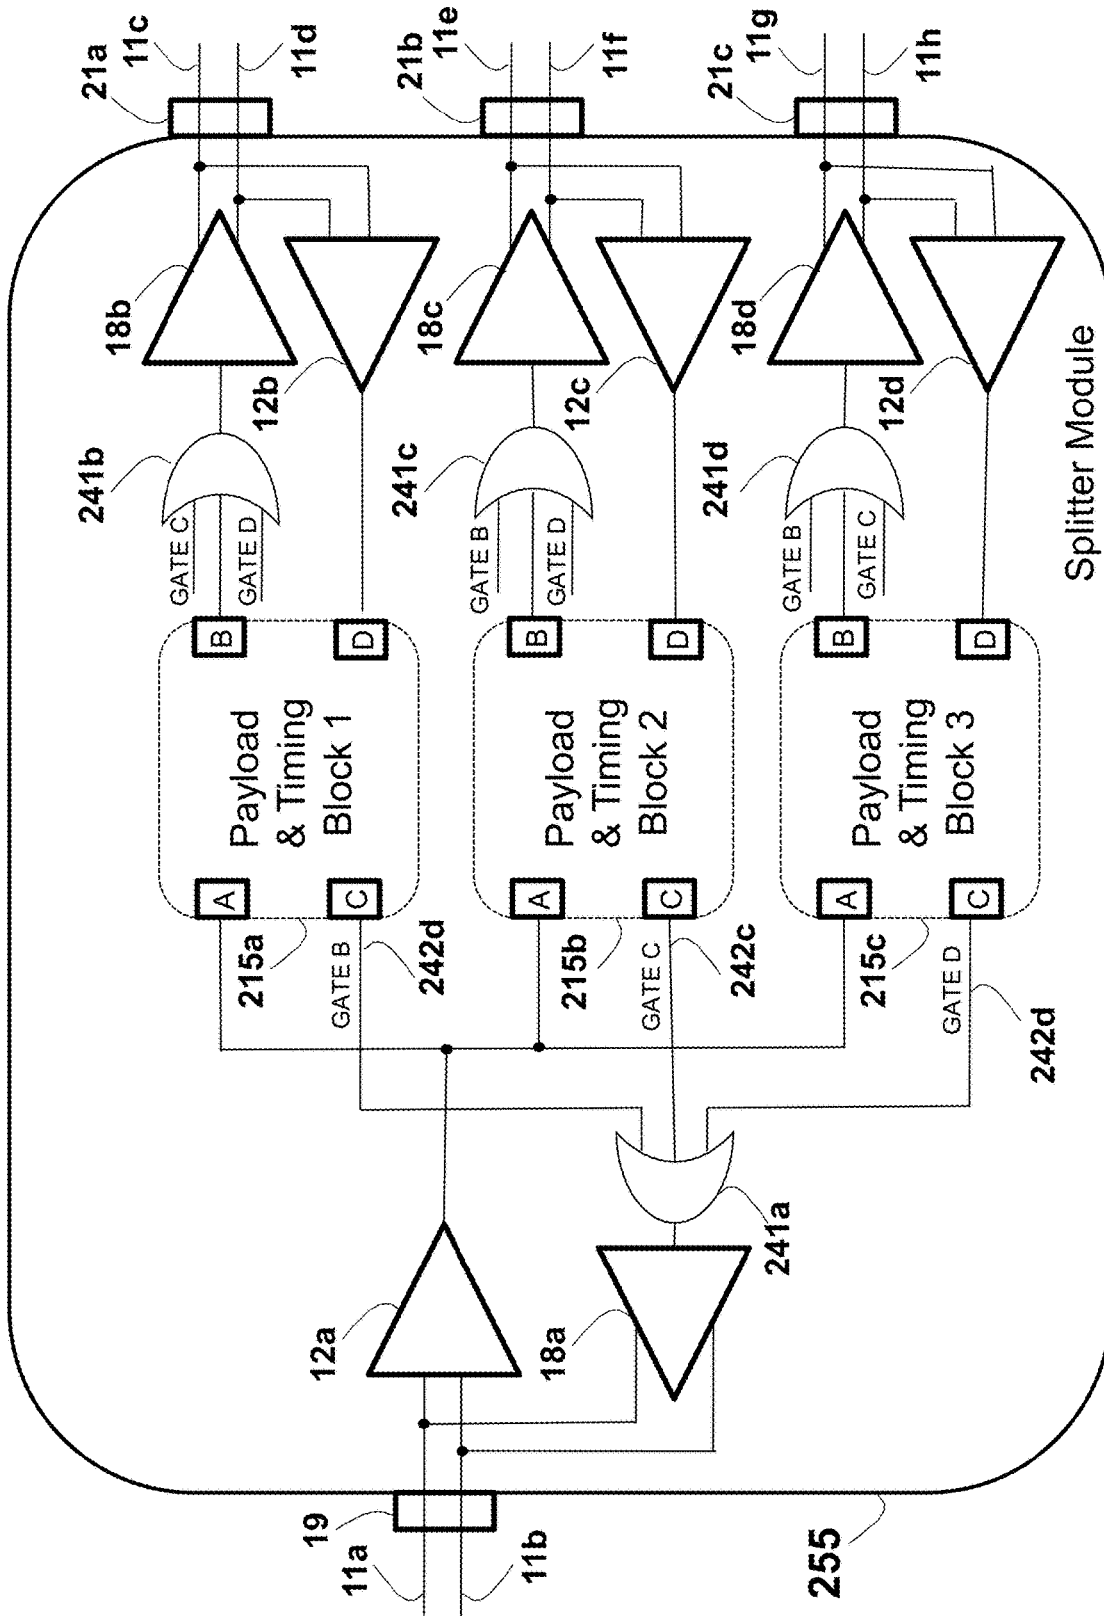 21a
11c
11d
21b
11e
11f
21c
11g
11h
18b
12b
18c
12c
18d
12d
241b
241c
241d
GATE C
GATE D
GATE B
GATE D
GATE B
GATE C
B
D
B
D
B
D
Payload
& Timing
Block 1
Payload
& Timing
Block 2
Payload
& Timing
Block 3
A
C
A
C
A
C
215a
GATE B
242d
215b
GATE C
242c
215c
GATE D
242d
12a
18a
241a
19
11a
11b
255
Splitter Module